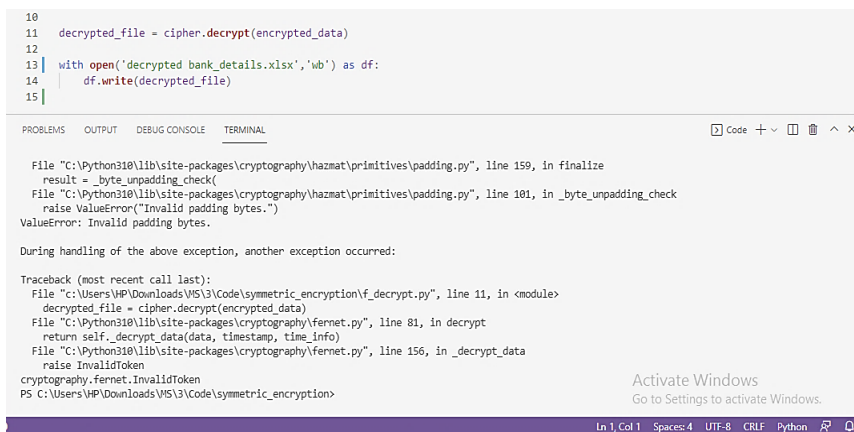 10
11 decrypted_file = cipher.decrypt(encrypted_data)
12
13 with open('decrypted bank_details.xlsx','wb') as df:
14 df.write(decrypted_file)
15
PROBLEMS OUTPUT DEBUG CONSOLE TERMINAL Code
File "C:\Python310\lib\site-packages\cryptography\hazmat\primitives\padding.py", line 159, in finalize
result = _byte_unpadding_check(
File "C:\Python310\lib\site-packages\cryptography\hazmat\primitives\padding.py", line 101, in _byte_unpadding_check
raise ValueError("Invalid padding bytes.")
ValueError: Invalid padding bytes.
During handling of the above exception, another exception occurred:
Traceback (most recent call last):
File "c:\Users\HP\Downloads\MS\3\Code\symmetric_encryption\f_decrypt.py", line 11, in <module>
decrypted_file = cipher.decrypt(encrypted_data)
File "C:\Python310\lib\site-packages\cryptography\fernet.py", line 81, in decrypt
return self._decrypt_data(data, timestamp, time_info)
File "C:\Python310\lib\site-packages\cryptography\fernet.py", line 156, in _decrypt_data
raise InvalidToken
cryptography.fernet.InvalidToken
PS C:\Users\HP\Downloads\MS\3\Code\symmetric_encryption>
Activate Windows
Go to Settings to activate Windows.
Ln 1, Col 1 Spaces: 4 UTF-8 CRLF Python